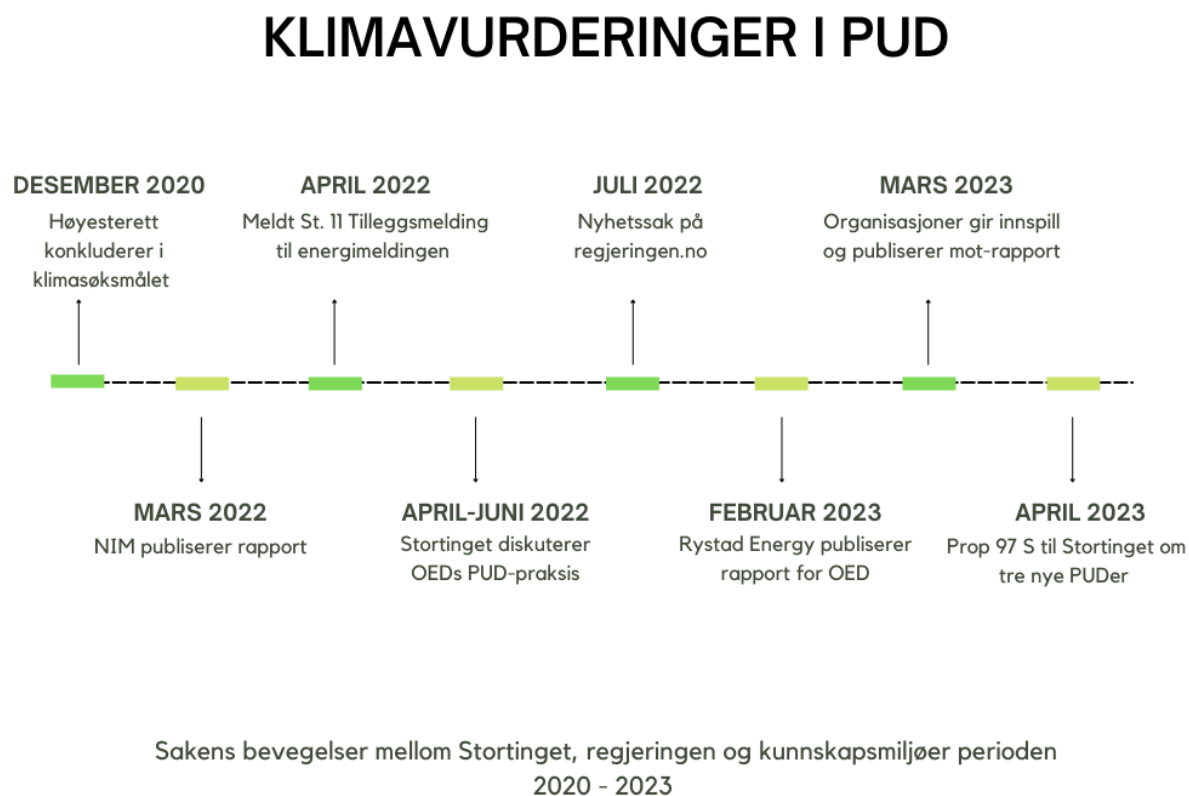 KLIMAVURDERINGER I PUD
DESEMBER 2020
Høyesterett
konkluderer i
klimasøksmålet
MARS 2022
NIM publiserer rapport
APRIL 2022
Meldt St. 11 Tilleggsmelding
til energimeldingen
APRIL-JUNI 2022
Stortinget diskuterer
OEDs PUD-praksis
JULI 2022
Nyhetssak på
regjeringen.no
FEBRUAR 2023
Rystad Energy publiserer
rapport for OED
MARS 2023
Organisasjoner gir innspill
og publiserer mot-rapport
APRIL 2023
Prop 97 S til Stortinget om
tre nye PUDer
Sakens bevegelser mellom Stortinget, regjeringen og kunnskapsmiljøer perioden
2020 - 2023